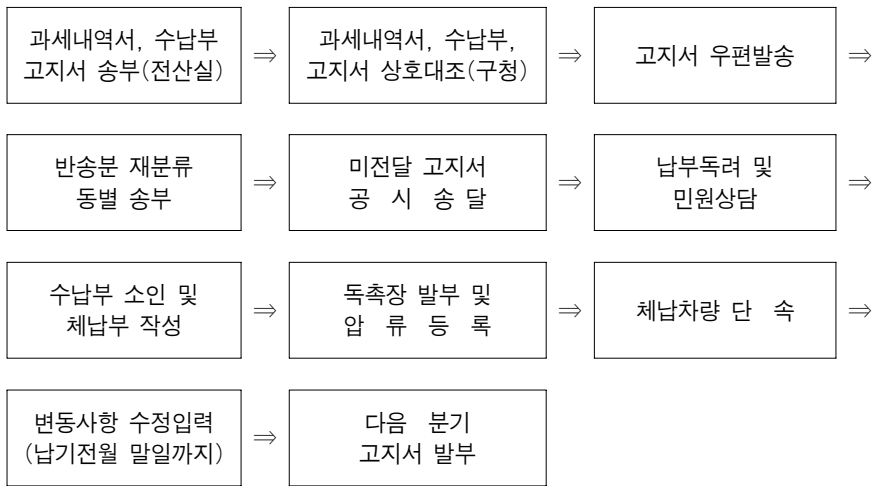 과세내역서, 수납부
고지서 송부(전산실)
⇒
과세내역서, 수납부,
고지서 상호대조(구청)
⇒
고지서 우편발송
⇒
반송분 재분류
동별 송부
⇒
미전달 고지서
공 시 송 달
⇒
납부독려 및
민원상담
⇒
수납부 소인 및
체납부 작성
⇒
독촉장 발부 및
압 류 등 록
⇒
체납차량 단 속
⇒
변동사항 수정입력
(납기전월 말일까지)
⇒
다음 분기
고지서 발부